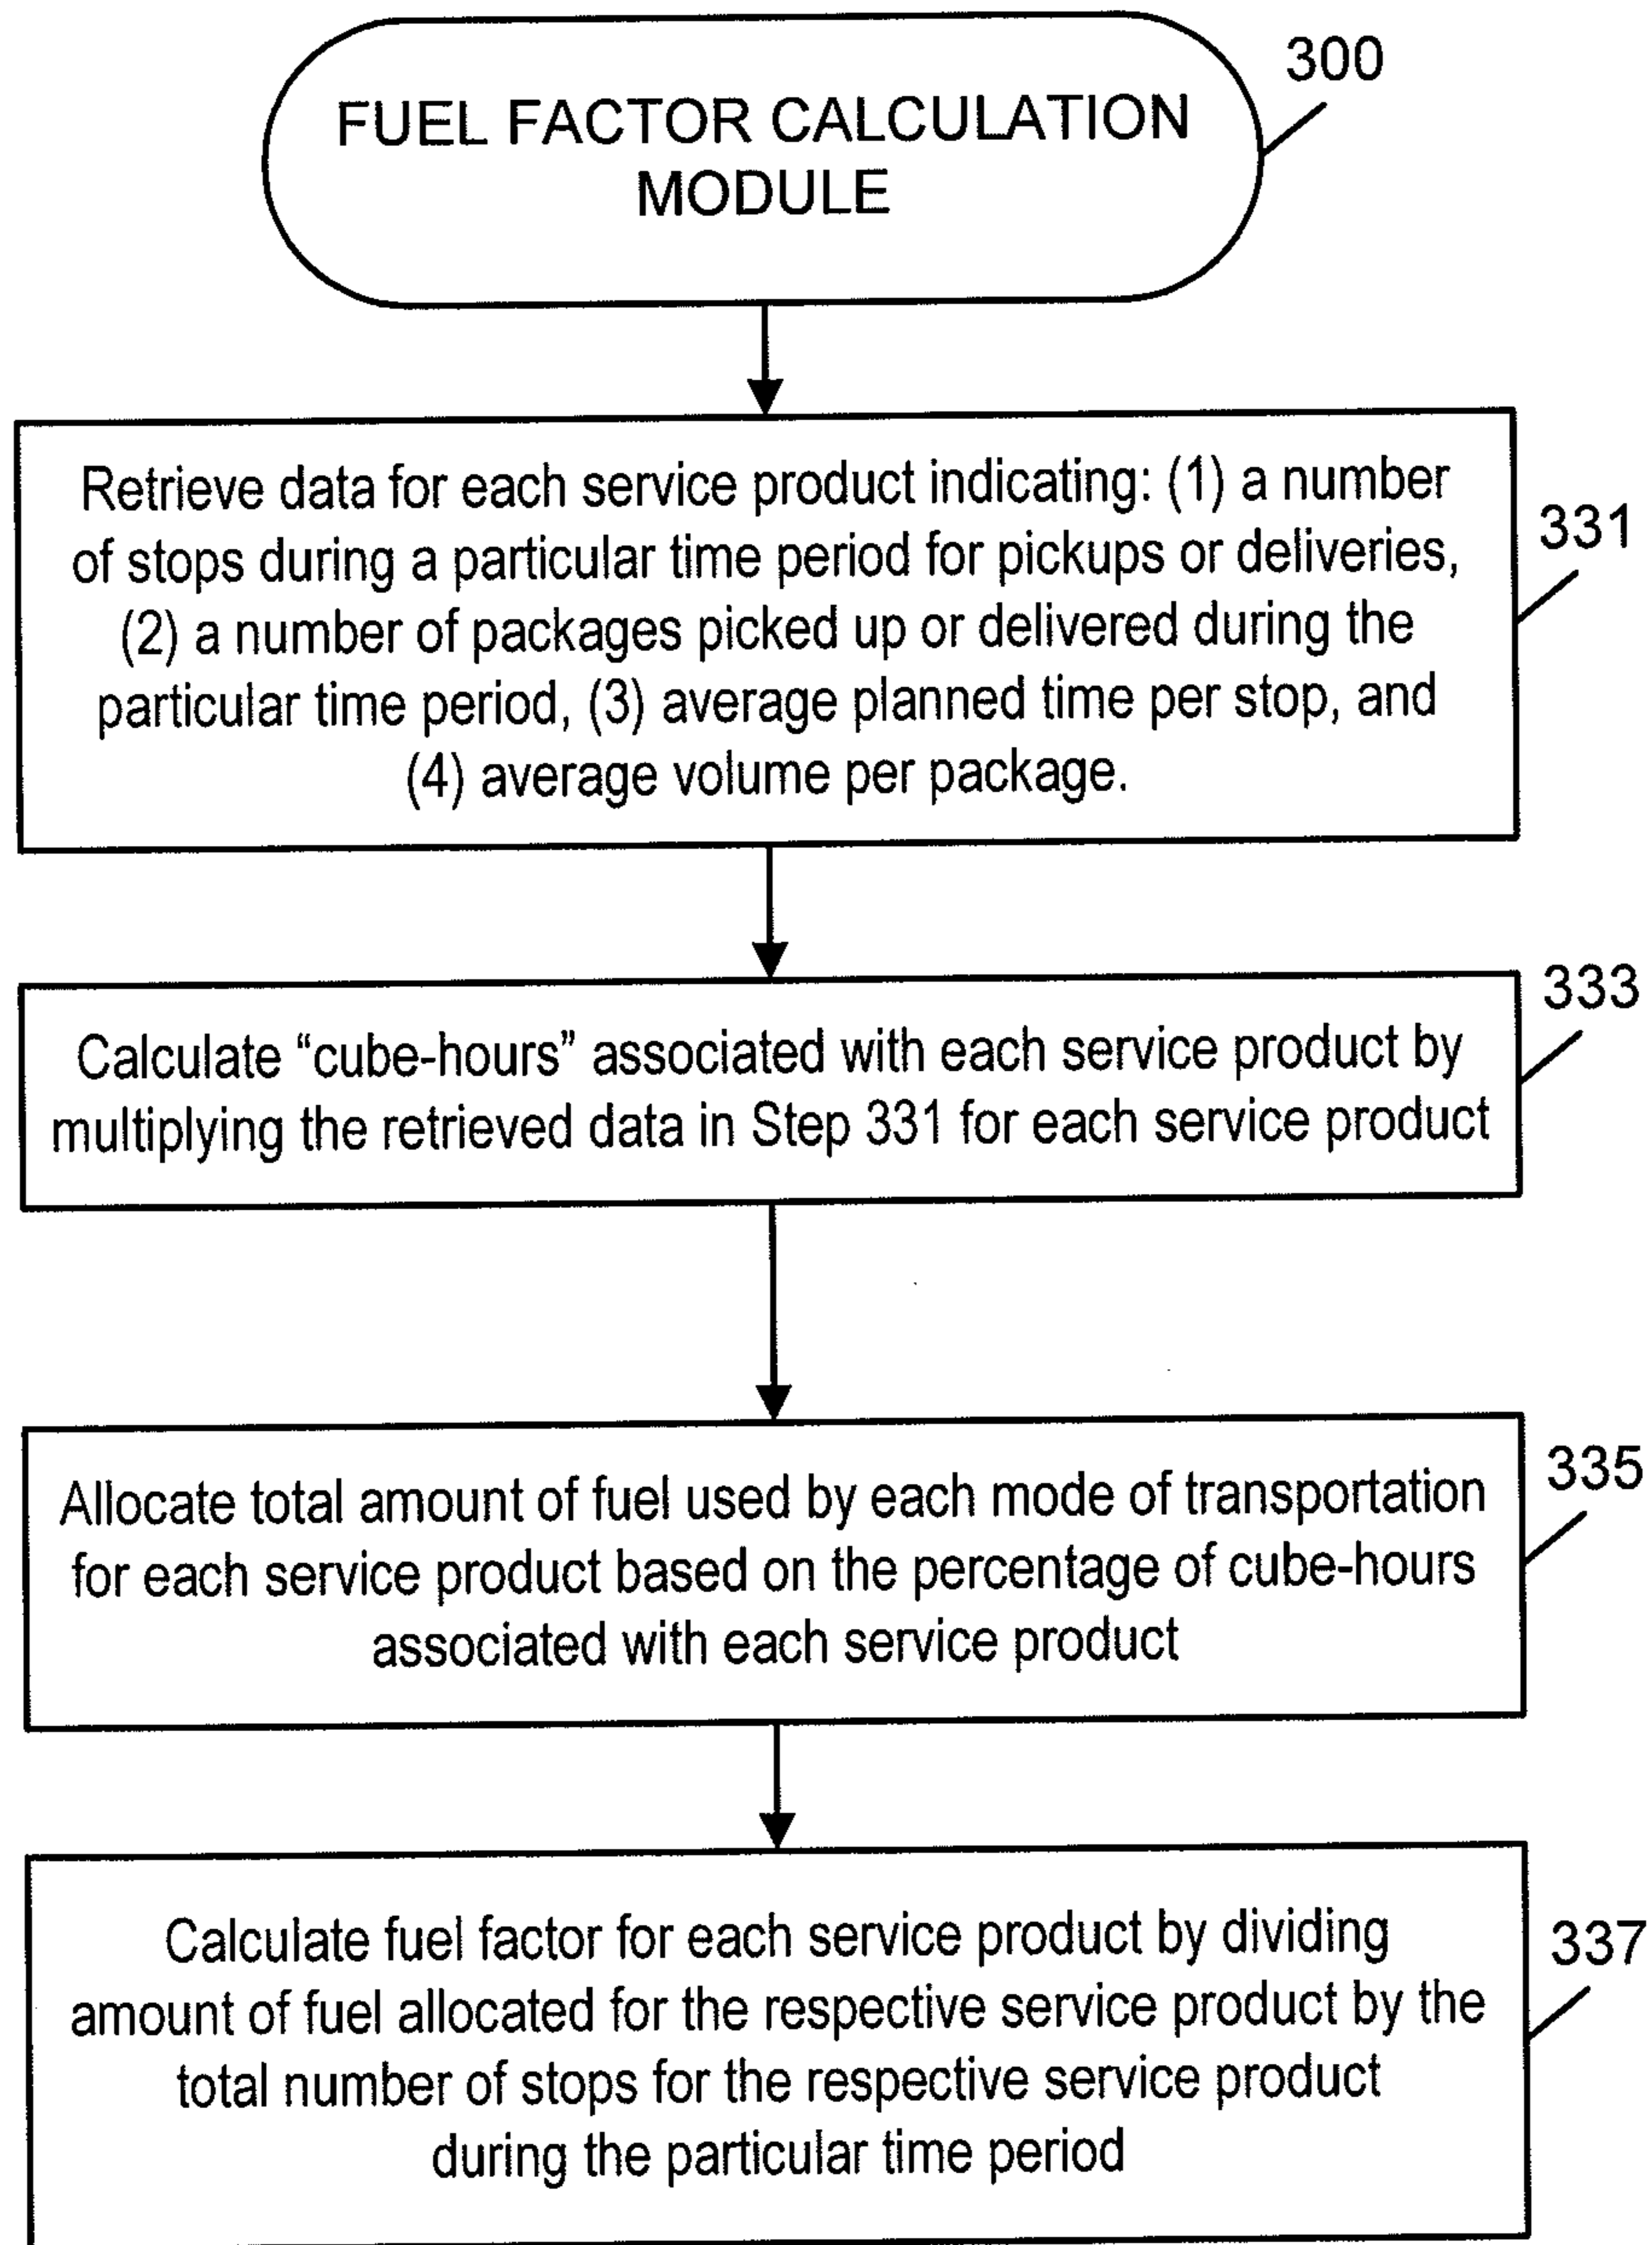 300
FUEL FACTOR CALCULATION
MODULE
Retrieve data for each service product indicating: (1) a number
of stops during a particular time period for pickups or deliveries,
(2) a number of packages picked up or delivered during the
particular time period, (3) average planned time per stop, and
(4) average volume per package.
331
Calculate “cube-hours” associated with each service product by
multiplying the retrieved data in Step 331 for each service product
333
Allocate total amount of fuel used by each mode of transportation
for each service product based on the percentage of cube-hours
associated with each service product
335
Calculate fuel factor for each service product by dividing
amount of fuel allocated for the respective service product by the
total number of stops for the respective service product
during the particular time period
337